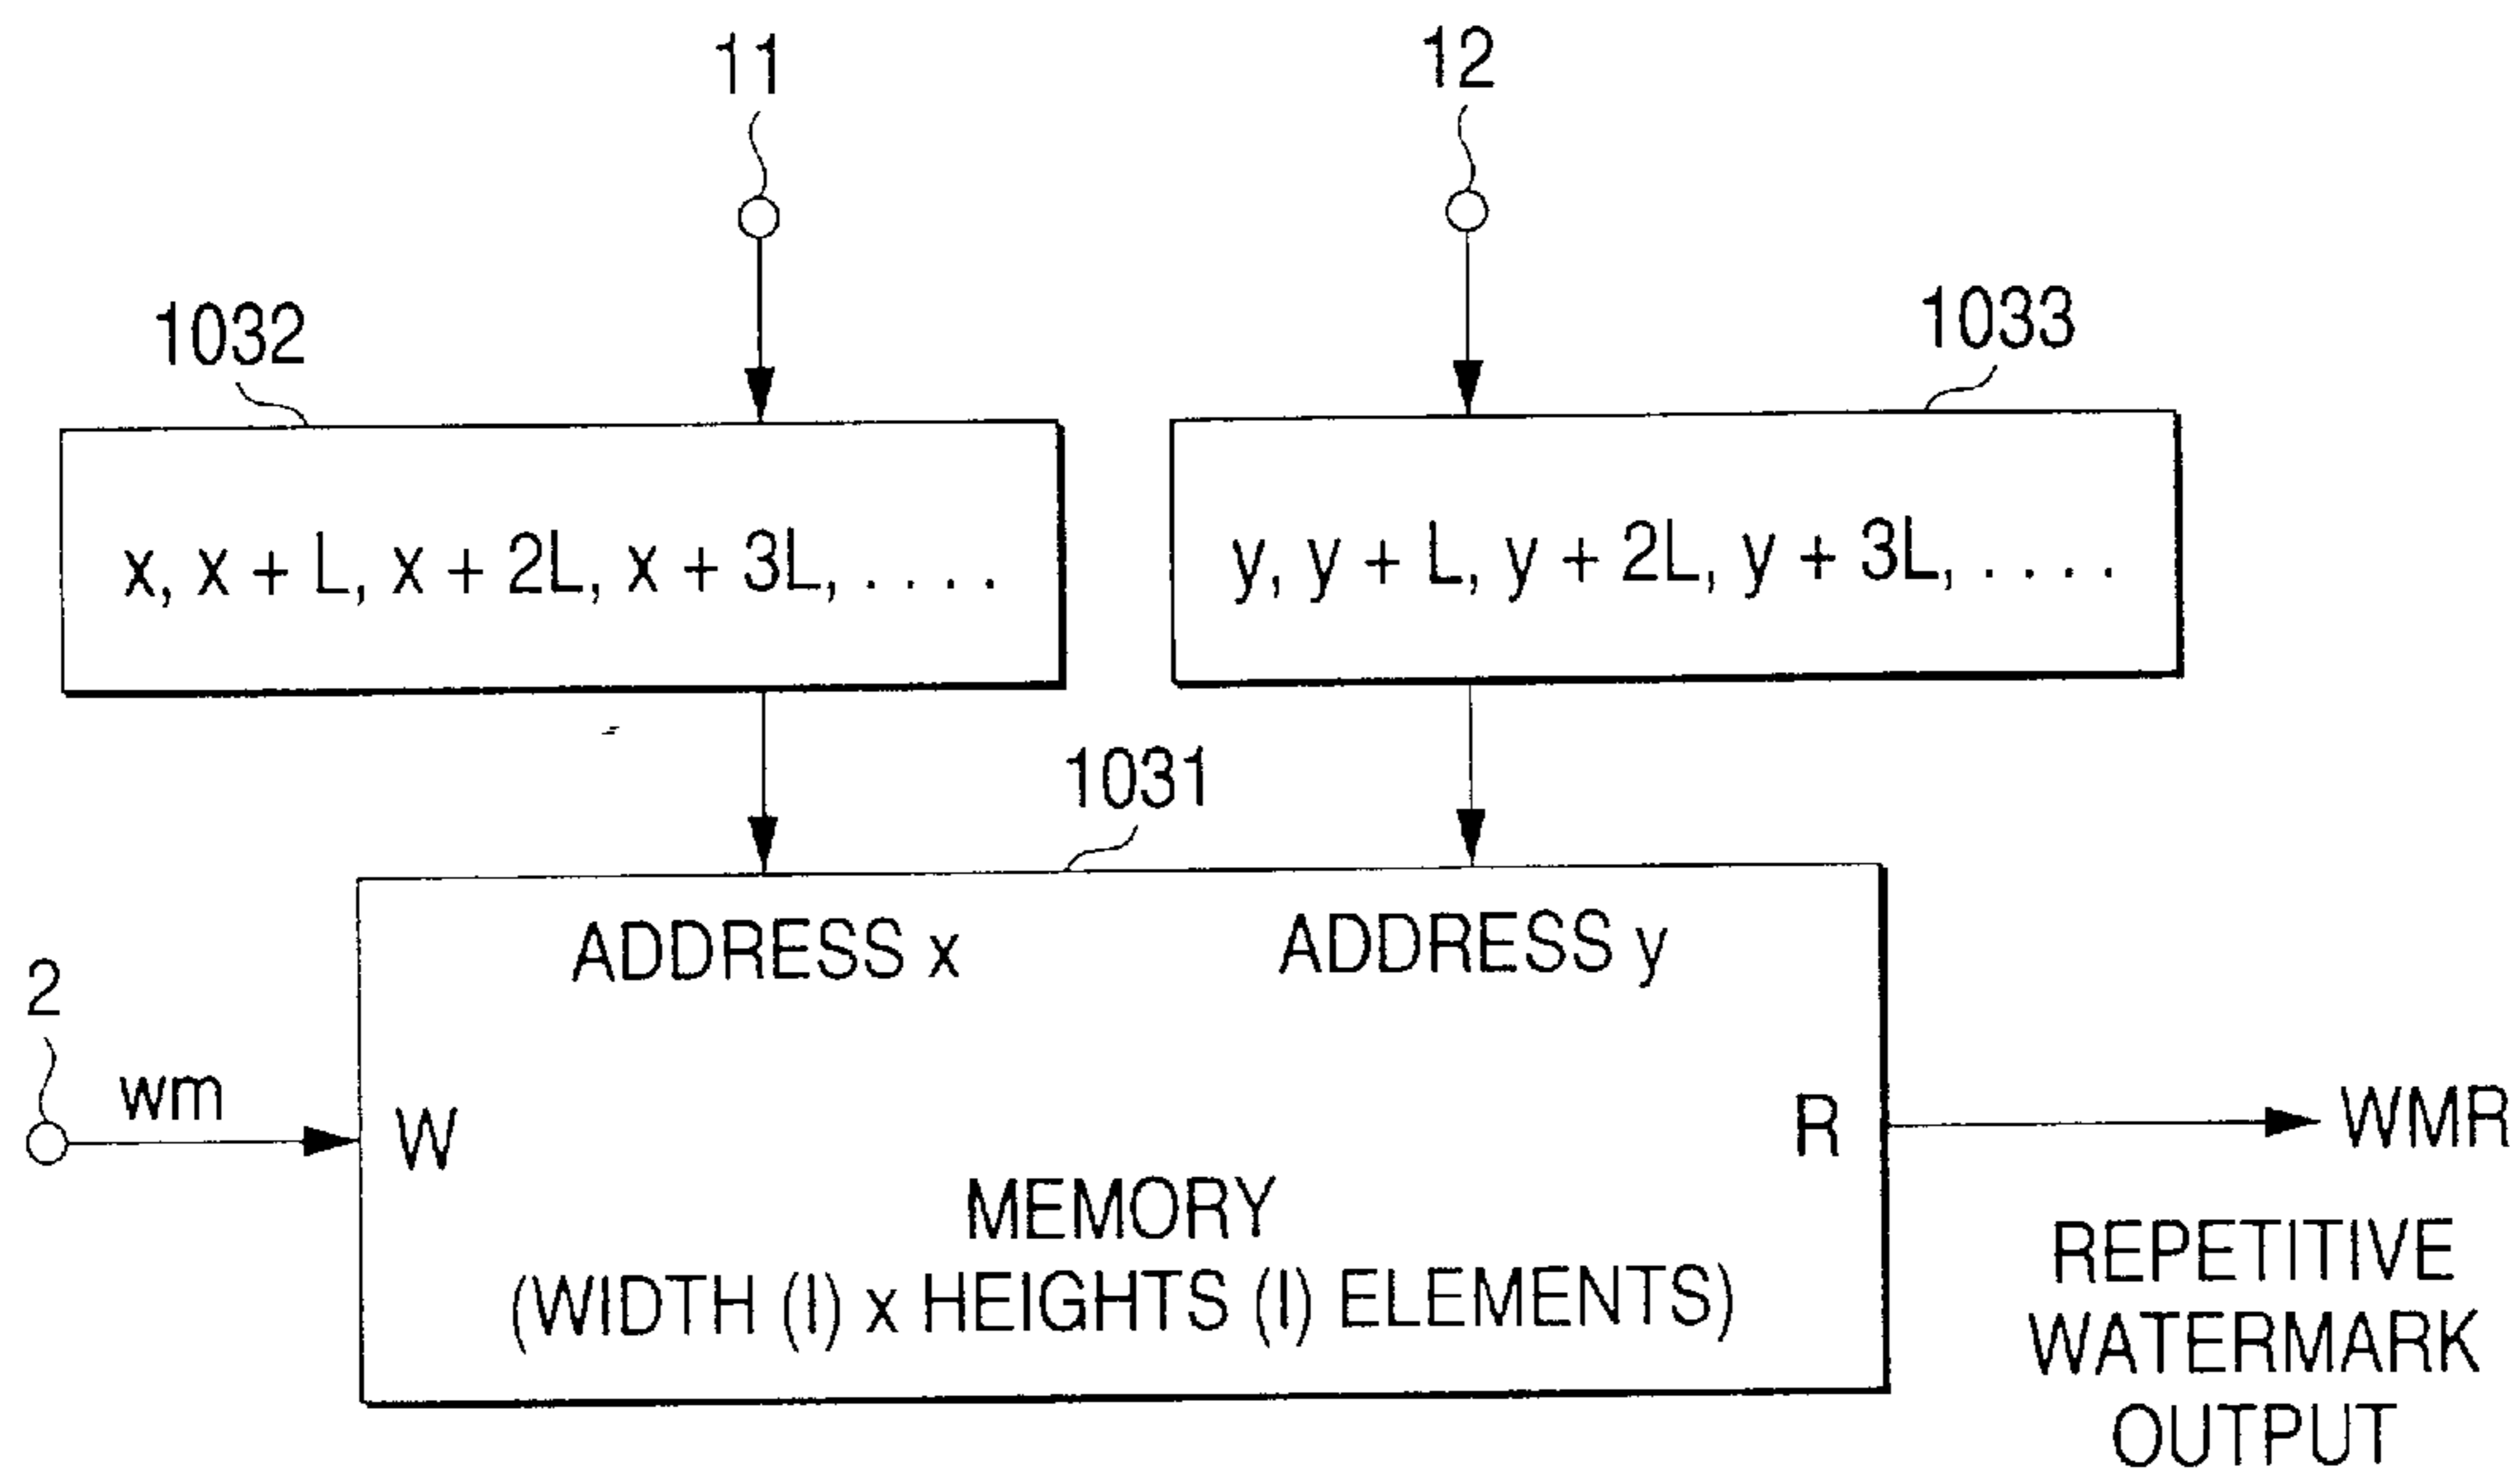 11
12
1032
1033
x, x + L, x + 2L, x + 3L, . . . .
y, y + L, y + 2L, y + 3L, . . . .
1031
ADDRESS x
ADDRESS y
2
wm
W
R
WMR
MEMORY
(WIDTH (I) x HEIGHTS (I) ELEMENTS)
REPETITIVE
WATERMARK
OUTPUT